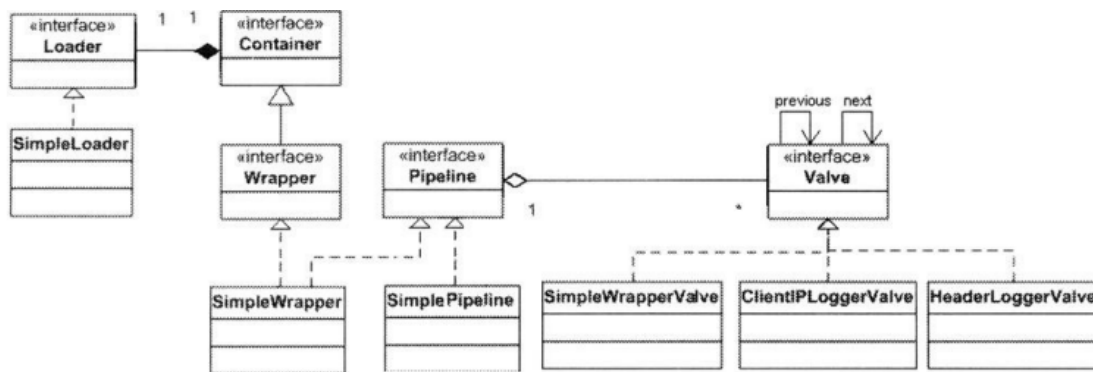 1 1
«interface»
Loader
«interface»
Container
SimpleLoader
previous next
«interface»
Wrapper
«interface»
Pipeline
«interface»
Valve
1 *
SimpleWrapper
SimplePipeline
SimpleWrapperValve
ClientIPLoggerValve
HeaderLoggerValve